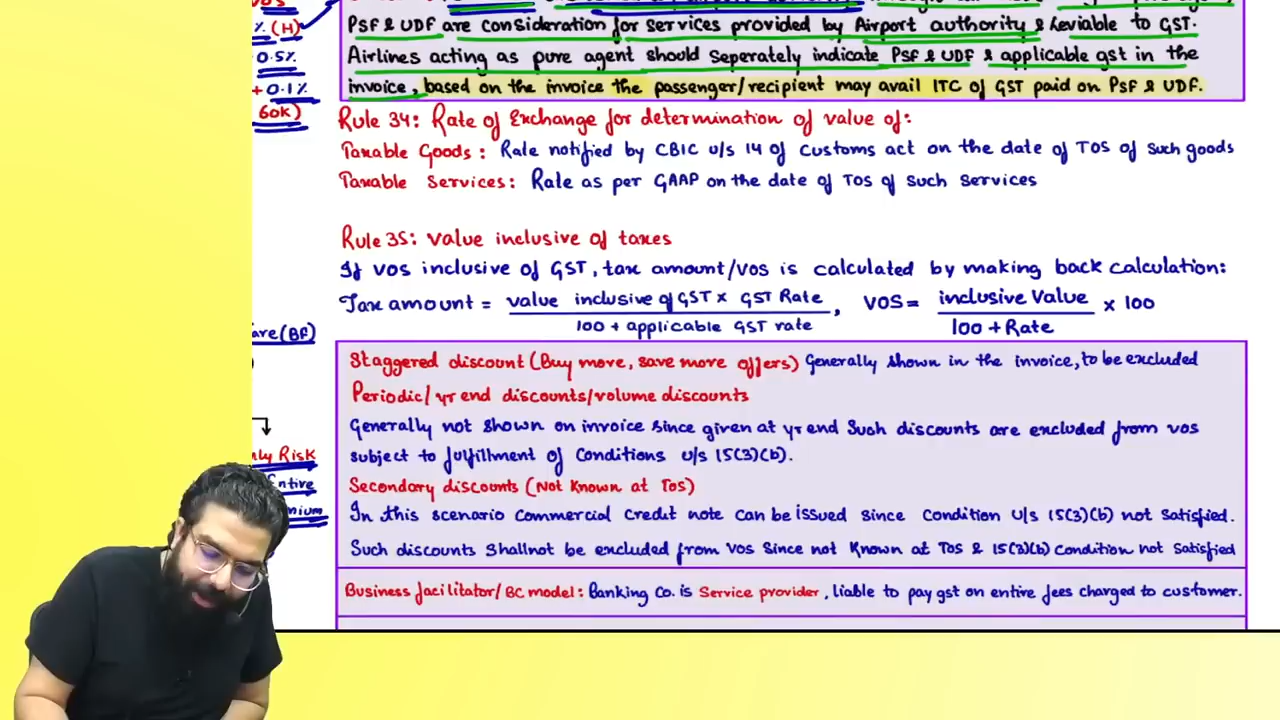 % (H)
0.5%
+ 0.1%
60K)
PSF & UDF are consideration for services provided by Airport authority & Leviable to GST.
Airlines acting as pure agent should Seperately indicate PSF & UDF & applicable gst in the
invoice, based on the invoice the passenger/recipient may avail ITC of GST paid on PSF & UDF.
Rule 34: Rate of Exchange for determination of value of:
Taxable Goods: Rate notified by CBIC u/s 14 of Customs act on the date of TOS of Such goods
Taxable Services: Rate as per GAAP on the date of TOS of Such Services
Rule 35: Value inclusive of taxes
If VOS inclusive of GST, tax amount/VOS is calculated by making back calculation:
Tax amount = value inclusive of GST x GST Rate / 100 + applicable GST rate, VOS = inclusive Value / 100 + Rate x 100
are(BF)
Staggered discount (Buy more, save more offers) Generally shown in the invoice, to be excluded
Periodic/ yr end discounts/volume discounts
Generally not shown on invoice since given at yr end Such discounts are excluded from vos
subject to fulfillment of Conditions u/s 15(3)(b).
nly Risk
Entire
mium
Secondary discounts (Not Known at TOS)
In this scenario Commercial Credit note can be issued Since Condition U/s 15(3)(b) not Satisfied.
Such discounts Shallnot be excluded from VOS Since not Known at TOS & 15(3)(b) condition not satisfied
Business facilitator/ BC model: Banking Co. is Service provider, liable to pay gst on entire fees charged to customer.